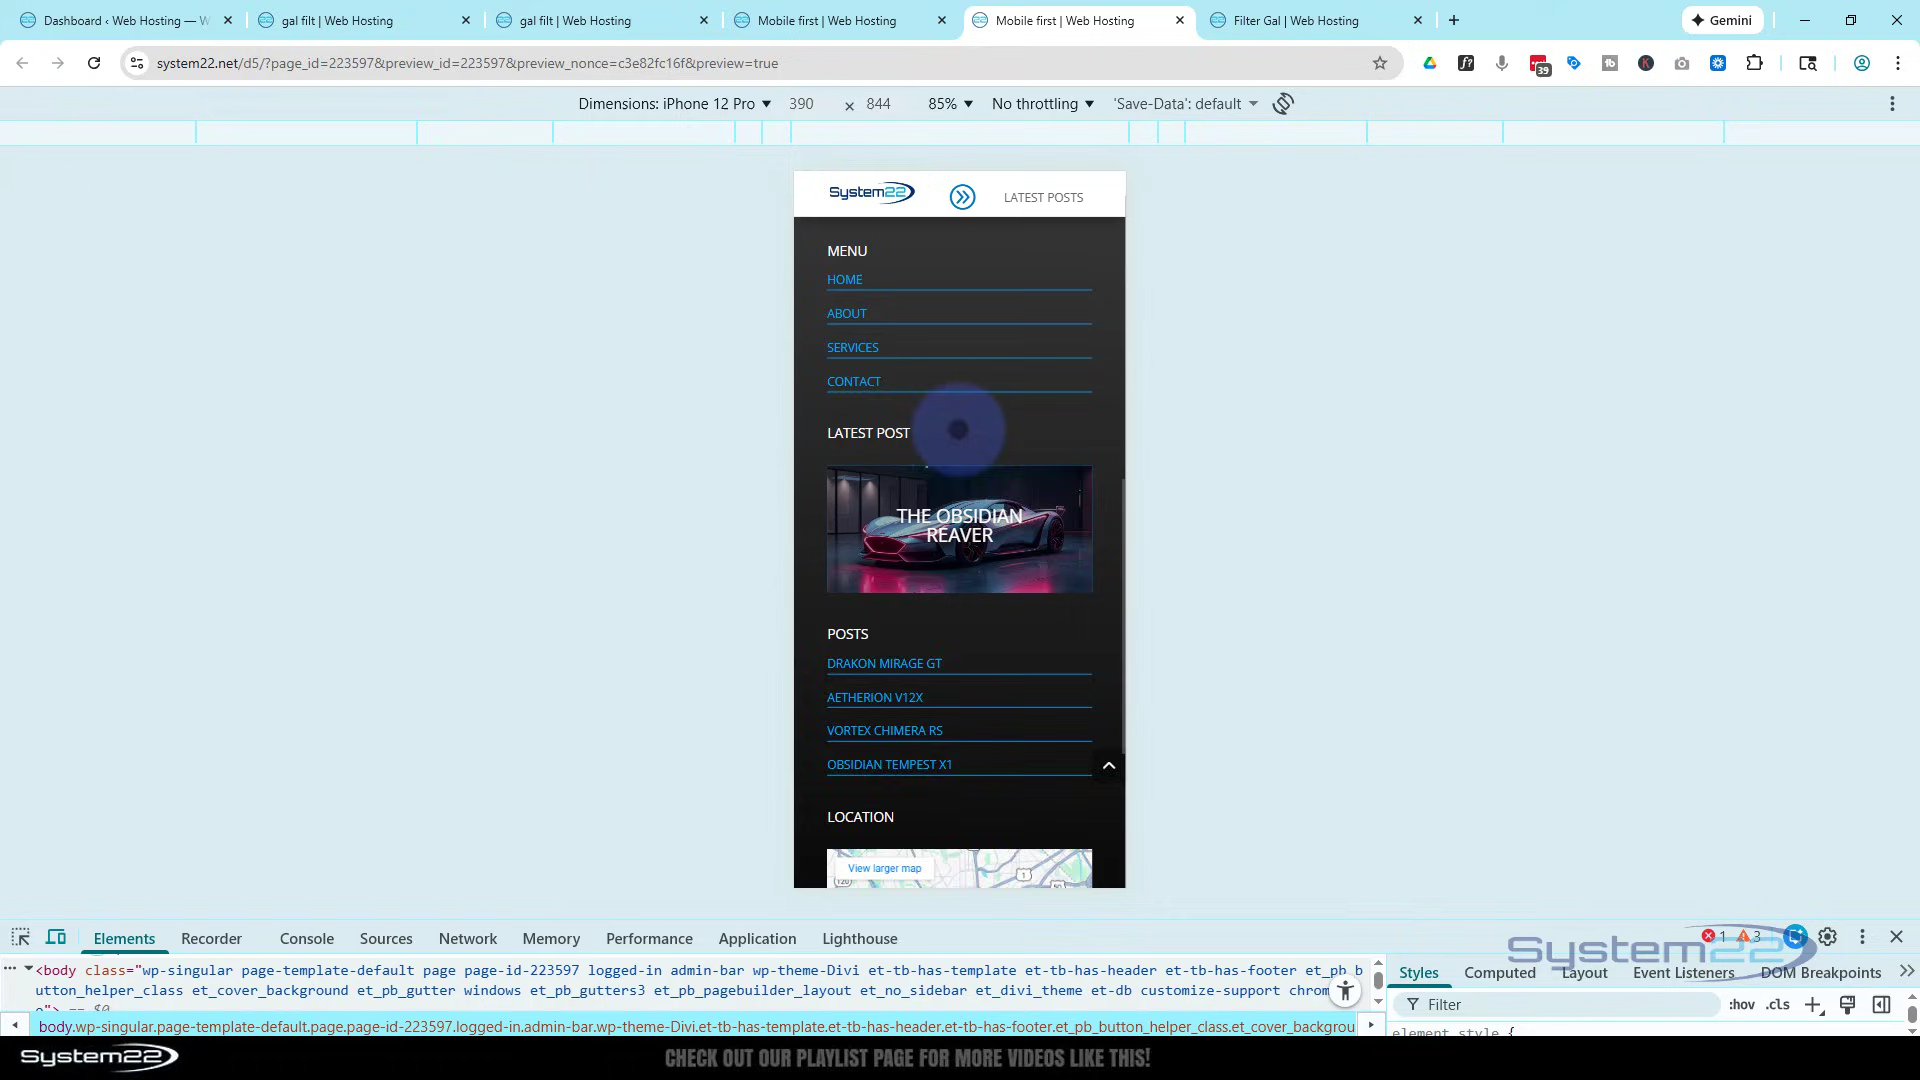 Dashboard ‹ Web Hosting — W
gal filt | Web Hosting
gal filt | Web Hosting
Mobile first | Web Hosting
Mobile first | Web Hosting
Filter Gal | Web Hosting
Gemini
system22.net/d5/?page_id=223597&preview_id=223597&preview_nonce=c3e82fc16f&preview=true
39
Dimensions: iPhone 12 Pro 390 × 844 85% No throttling 'Save-Data': default
System22 LATEST POSTS
MENU
HOME
ABOUT
SERVICES
CONTACT
LATEST POST
THE OBSIDIAN
REAVER
POSTS
DRAKON MIRAGE GT
AETHERION V12X
VORTEX CHIMERA RS
OBSIDIAN TEMPEST X1
LOCATION
View larger map
Elements Recorder Console Sources Network Memory Performance Application Lighthouse
1 3
System22
<body class="wp-singular page-template-default page page-id-223597 logged-in admin-bar wp-theme-Divi et-tb-has-template et-tb-has-header et-tb-has-footer et_pb_b
utton_helper_class et_cover_background et_pb_gutter windows et_pb_gutters3 et_pb_pagebuilder_layout et_no_sidebar et_divi_theme et-db customize-support chrom
e"> == $0
body.wp-singular.page-template-default.page.page-id-223597.logged-in.admin-bar.wp-theme-Divi.et-tb-has-template.et-tb-has-header.et-tb-has-footer.et_pb_button_helper_class.et_cover_backgrou
Styles Computed Layout Event Listeners DOM Breakpoints
Filter :hov .cls
element.style {
System22
CHECK OUT OUR PLAYLIST PAGE FOR MORE VIDEOS LIKE THIS!